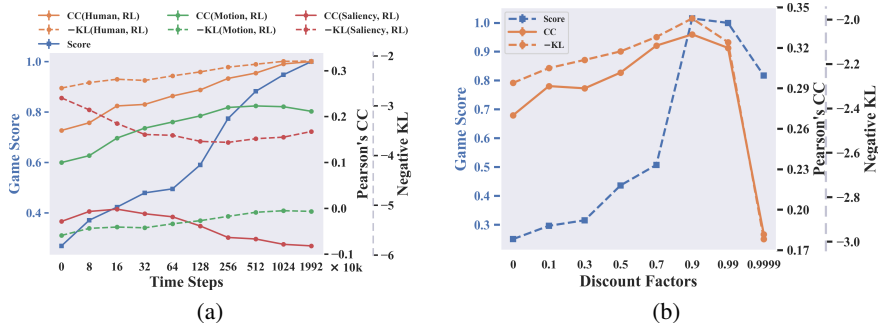 CC(Human, RL) CC(Motion, RL) CC(Saliency, RL)
−KL(Human, RL) −KL(Motion, RL) −KL(Saliency, RL)
Score
Game Score
1.0
0.8
0.6
0.4
0.3
0.2
0.1
0.0
−0.1
Pearson's CC
−2
−3
−4
−5
−6
Negative KL
0 8 16 32 64 128 256 512 1024 1992 × 10k
Time Steps
(a)
Score
CC
−KL
Game Score
1.0
0.9
0.8
0.7
0.6
0.5
0.4
0.3
0.35
0.32
0.29
0.26
0.23
0.20
0.17
Pearson's CC
−2.0
−2.2
−2.4
−2.6
−2.8
−3.0
Negative KL
0 0.1 0.3 0.5 0.7 0.9 0.99 0.9999
Discount Factors
(b)